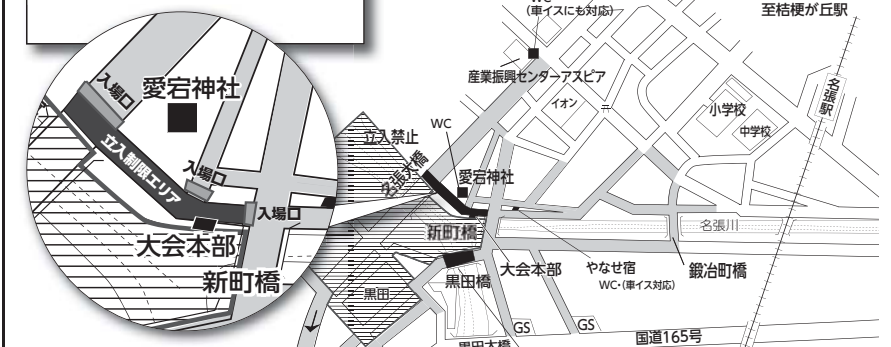 WC
(車イスにも対応)
至桔梗が丘駅
産業振興センターアスピア
イオン
名張駅
小学校
中学校
入場口
愛宕神社
立入禁止
WC
名張大橋
愛宕神社
入場口
立入制限エリア
入場口
大会本部
新町橋
新町橋
名張川
黒田橋
大会本部
やなせ宿
WC・(車イス対応)
鍛冶町橋
黒田
GS
GS
国道165号
黒田大橋